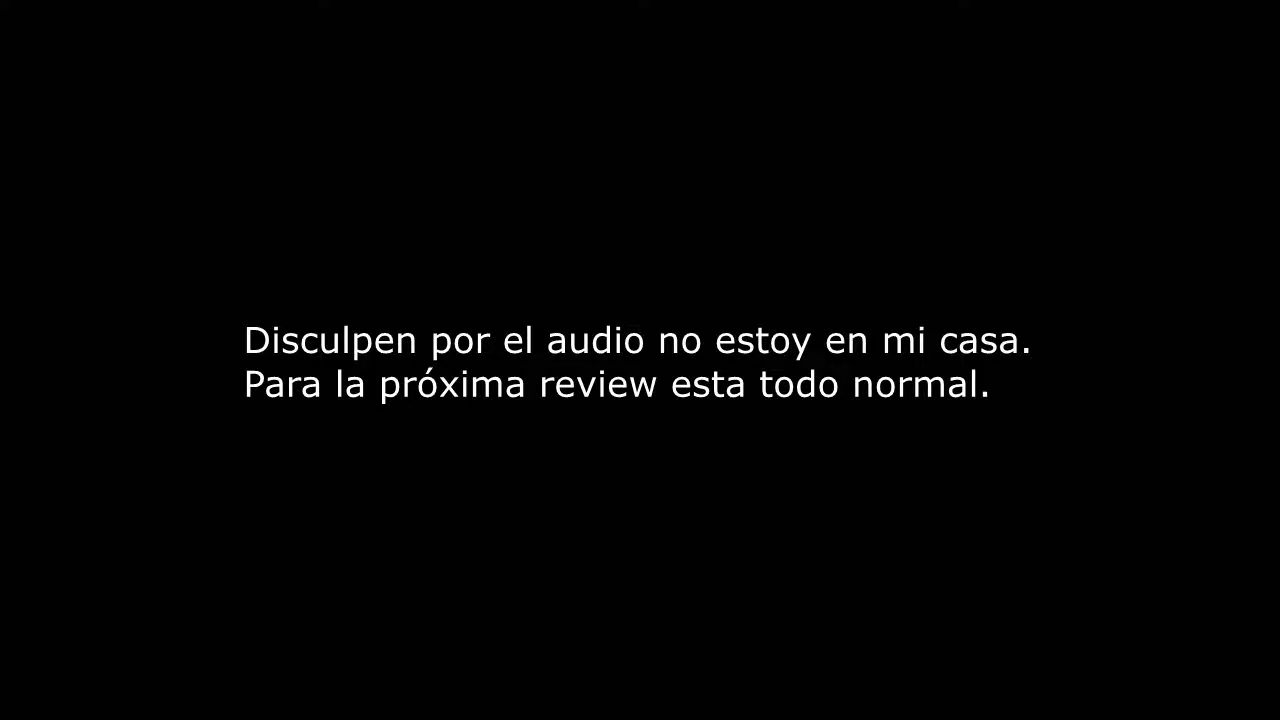 Disculpen por el audio no estoy en mi casa.
Para la próxima review esta todo normal.